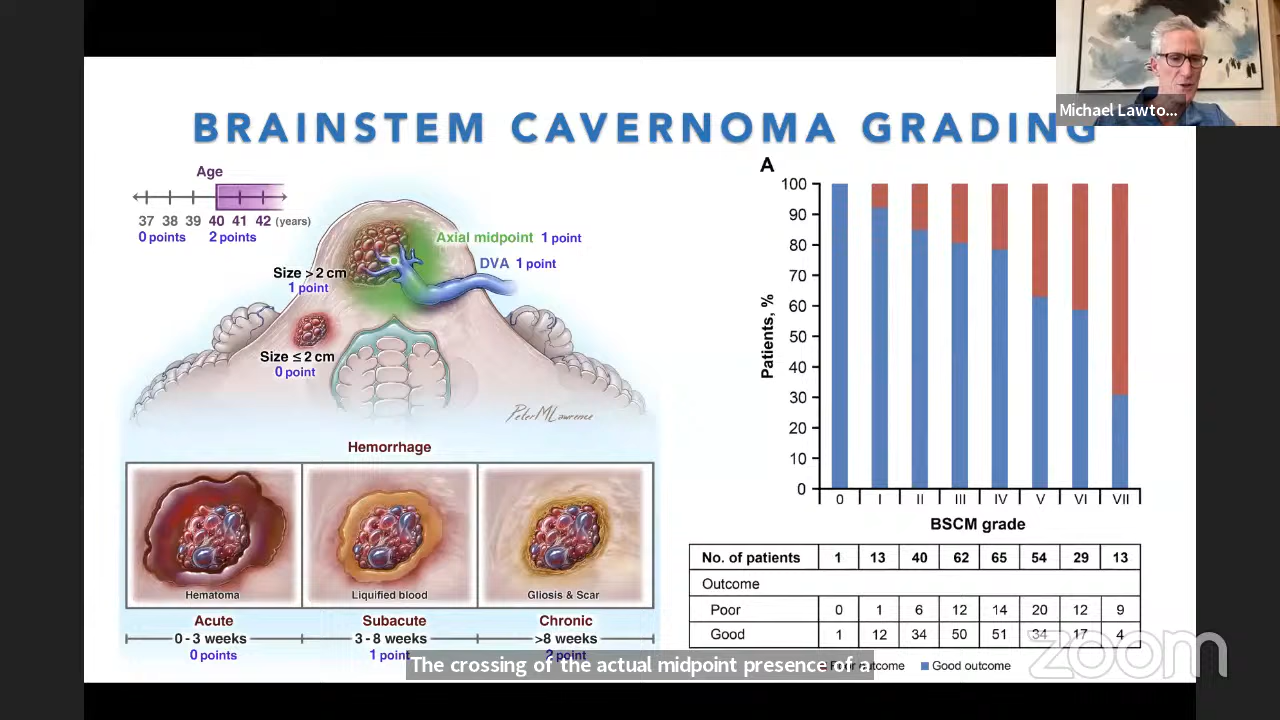 Michael Lawto...
BRAINSTEM CAVERNOMA GRADING
Age
37 38 39 40 41 42 (years)
0 points 2 points
Axial midpoint 1 point
DVA 1 point
Size > 2 cm
1 point
Size ≤ 2 cm
0 point
PeterMLawrence
Hemorrhage
Hematoma
Liquified blood
Gliosis & Scar
Acute
Subacute
Chronic
0 - 3 weeks
3 - 8 weeks
>8 weeks
0 points
1 point
2 point
A
100
90
80
70
60
50
40
30
20
10
0
Patients, %
0 I II III IV V VI VII
BSCM grade
No. of patients 1 13 40 62 65 54 29 13
Outcome
Poor 0 1 6 12 14 20 12 9
Good 1 12 34 50 51 34 17 4
Poor outcome Good outcome
The crossing of the actual midpoint presence of a
zoom